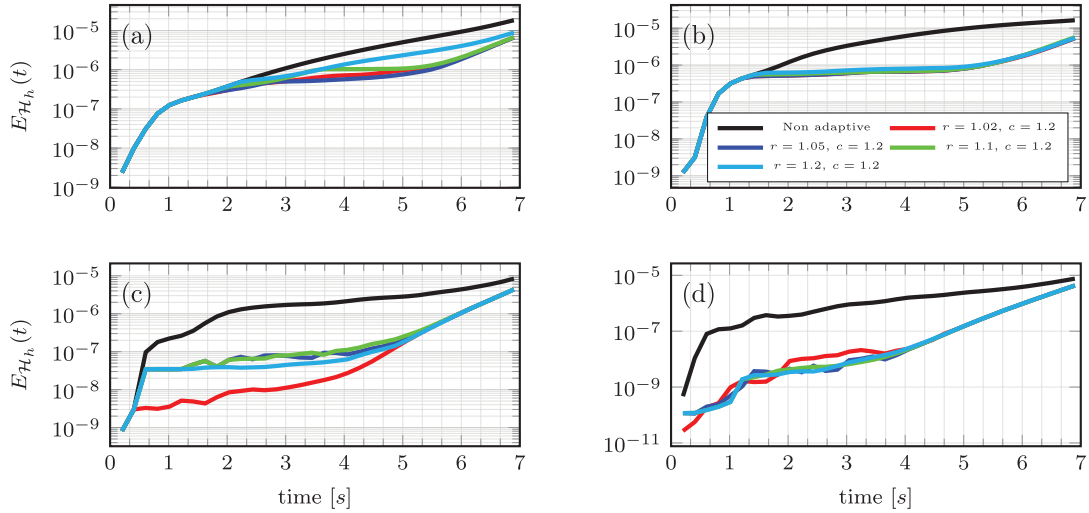 (a)
E_{\mathcal{H}_h}(t)
10^{-5}
10^{-6}
10^{-7}
10^{-8}
10^{-9}
0 1 2 3 4 5 6 7
(b)
10^{-5}
10^{-6}
10^{-7}
10^{-8}
10^{-9}
Non adaptive r = 1.02, c = 1.2
r = 1.05, c = 1.2 r = 1.1, c = 1.2
r = 1.2, c = 1.2
0 1 2 3 4 5 6 7
(c)
E_{\mathcal{H}_h}(t)
10^{-5}
10^{-6}
10^{-7}
10^{-8}
10^{-9}
0 1 2 3 4 5 6 7
time [s]
(d)
10^{-5}
10^{-7}
10^{-9}
10^{-11}
0 1 2 3 4 5 6 7
time [s]